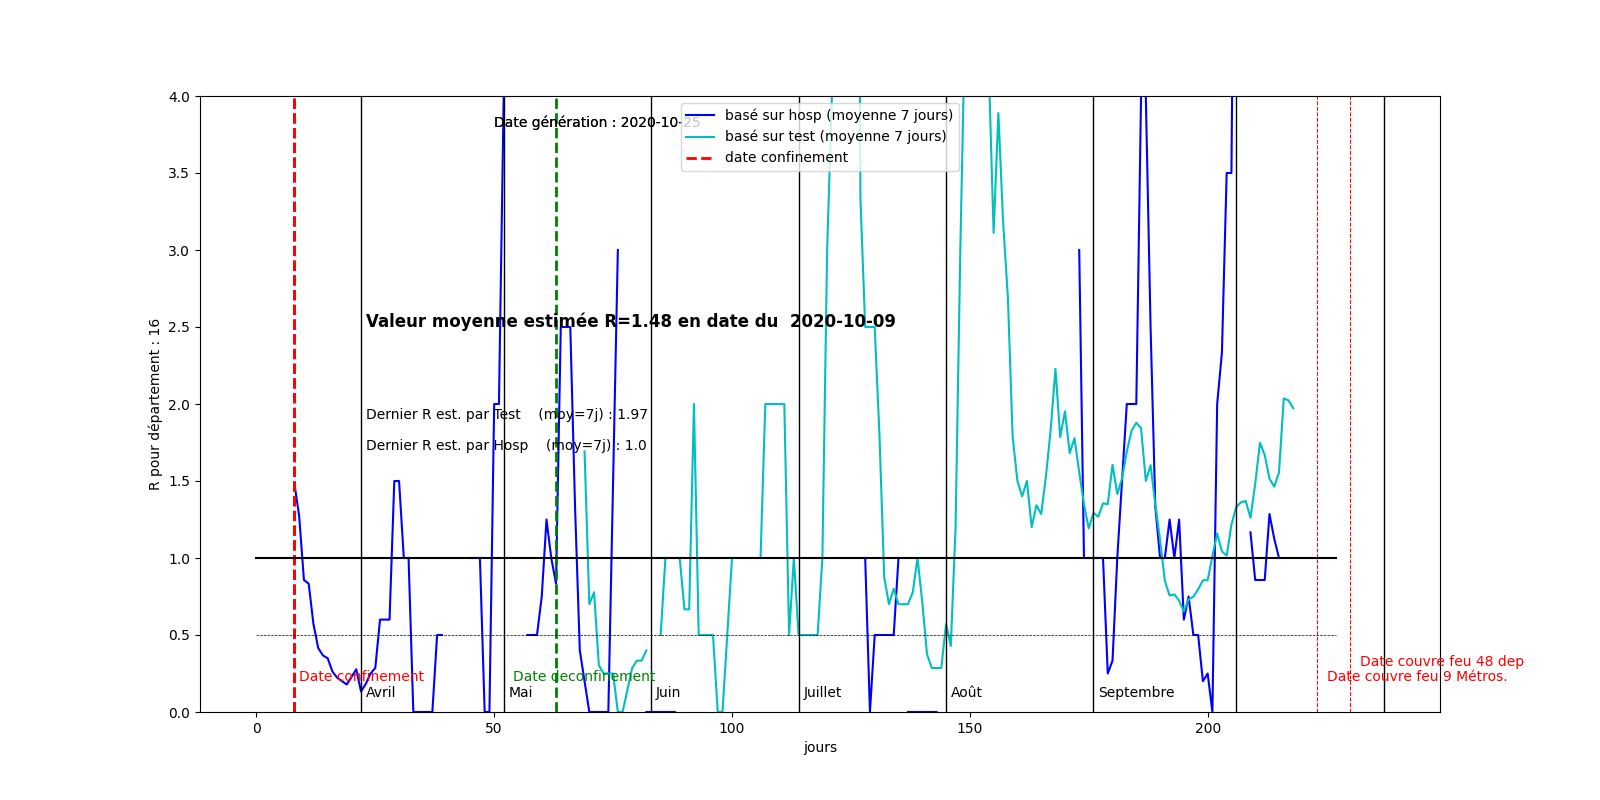 4.0
3.5
3.0
2.5
2.0
1.5
1.0
0.5
0.0
R pour département : 16
Date génération : 2020-10-25
basé sur hosp (moyenne 7 jours)
basé sur test (moyenne 7 jours)
date confinement
Valeur moyenne estimée R=1.48 en date du  2020-10-09
Dernier R est. par Test    (moy=7j) : 1.97
Dernier R est. par Hosp    (moy=7j) : 1.0
Date couvre feu 48 dep
Date confinement
Date deconfinement
Date couvre feu 9 Métros.
Avril
Mai
Juin
Juillet
Août
Septembre
0
50
100
150
200
jours